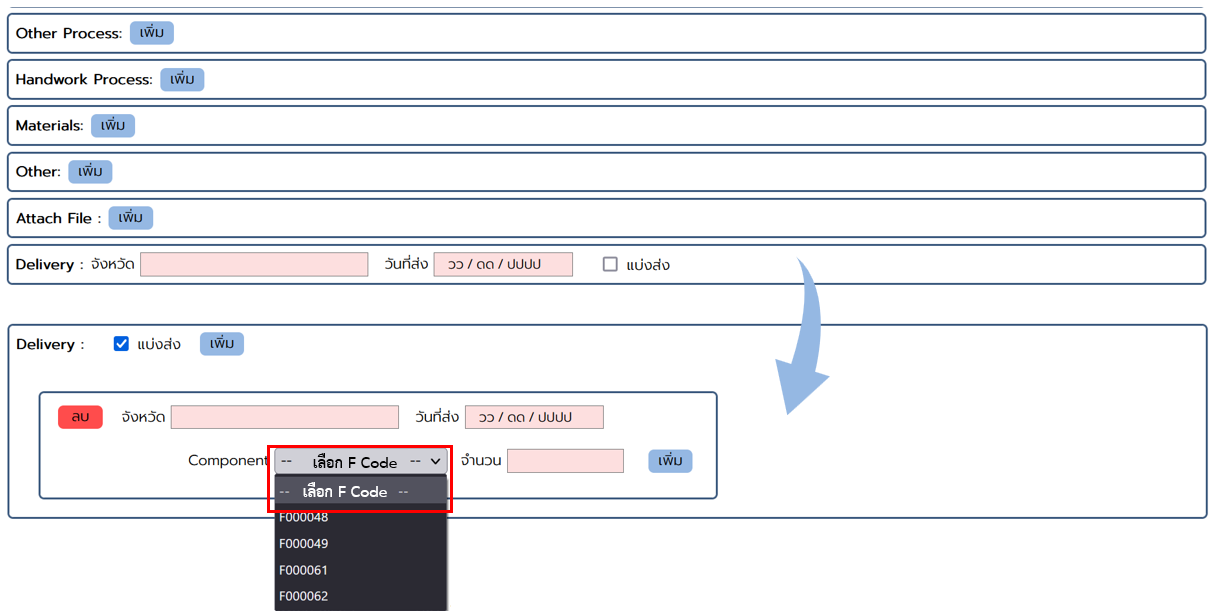 Other Process: เพิ่ม
Handwork Process: เพิ่ม
Materials: เพิ่ม
Other: เพิ่ม
Attach File : เพิ่ม
Delivery : จังหวัด วันที่ส่ง วว / ดด / ปปปป แบ่งส่ง
Delivery : แบ่งส่ง เพิ่ม
ลบ จังหวัด วันที่ส่ง วว / ดด / ปปปป
Component -- เลือก F Code -- จำนวน เพิ่ม
-- เลือก F Code --
F000048
F000049
F000061
F000062